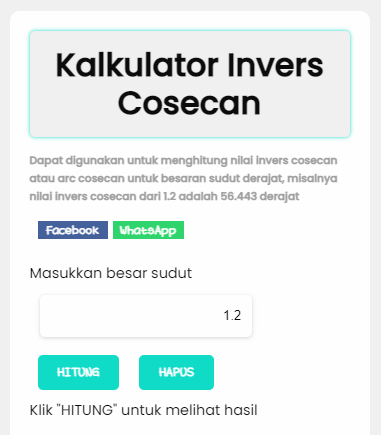 Kalkulator Invers
Cosecan
Dapat digunakan untuk menghitung nilai invers cosecan
atau arc cosecan untuk besaran sudut derajat, misalnya
nilai invers cosecan dari 1.2 adalah 56.443 derajat
Facebook WhatsApp
Masukkan besar sudut
1.2
HITUNG HAPUS
Klik "HITUNG" untuk melihat hasil